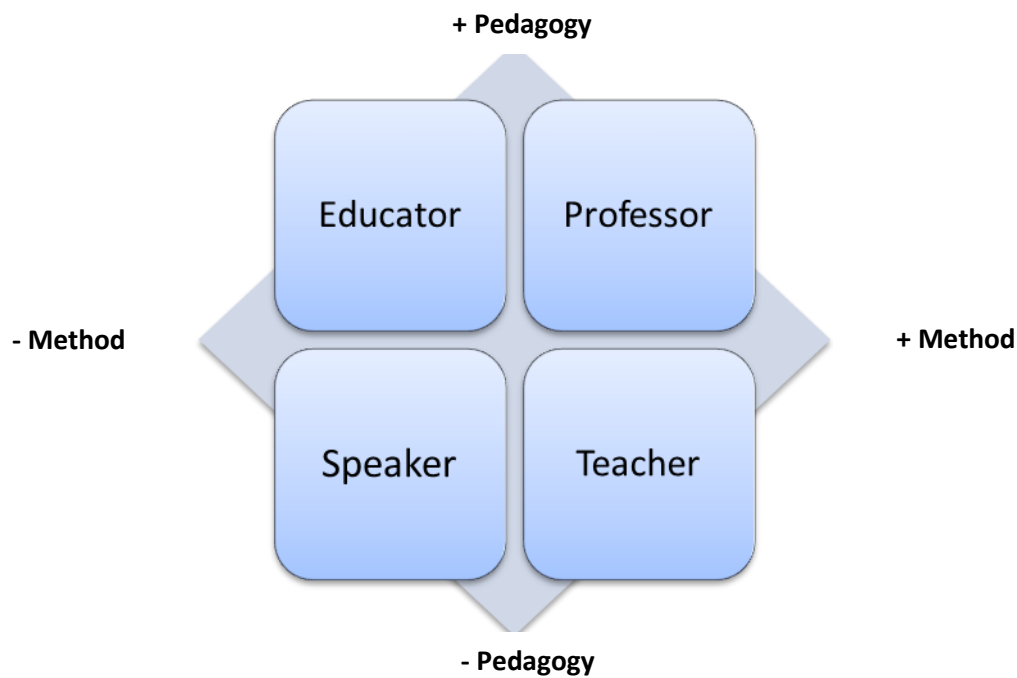 + Pedagogy
Educator
Professor
- Method
+ Method
Speaker
Teacher
- Pedagogy